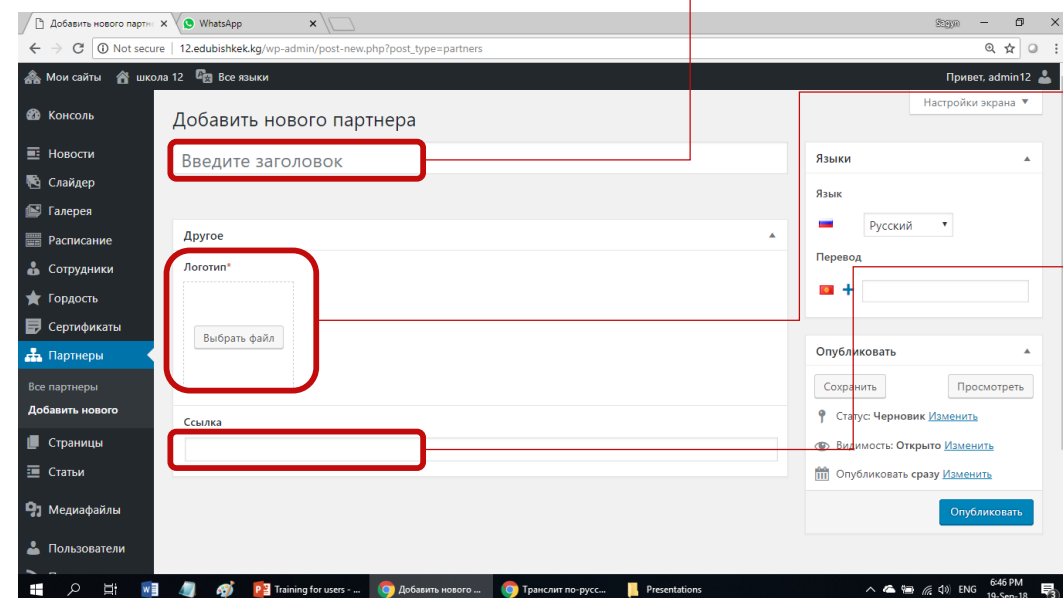 Добавить нового партн
WhatsApp
Sagyn
Not secure | 12.edubishkek.kg/wp-admin/post-new.php?post_type=partners
Мои сайты школа 12 Все языки Привет, admin12
Настройки экрана
Консоль
Новости
Слайдер
Галерея
Расписание
Сотрудники
Гордость
Сертификаты
Партнеры
Все партнеры
Добавить нового
Страницы
Статьи
Медиафайлы
Пользователи
Добавить нового партнера
Введите заголовок
Другое
Логотип*
Выбрать файл
Ссылка
Языки
Язык
Русский
Перевод
Опубликовать
Сохранить Просмотреть
Статус: Черновик Изменить
Видимость: Открыто Изменить
Опубликовать сразу Изменить
Опубликовать
Training for users - ... Добавить нового ... Транслит по-русс... Presentations ENG 6:46 PM
19-Sep-18